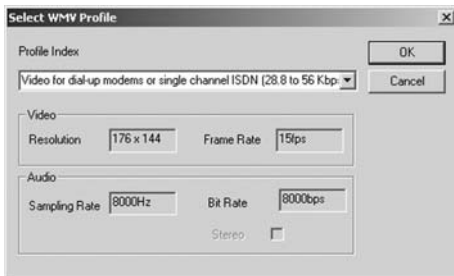 Select WMV Profile
Profile Index
OK
Video for dial-up modems or single channel ISDN (28.8 to 56 Kbp:
Cancel
Video
Resolution 176 x 144 Frame Rate 15fps
Audio
Sampling Rate 8000Hz Bit Rate 8000bps
Stereo